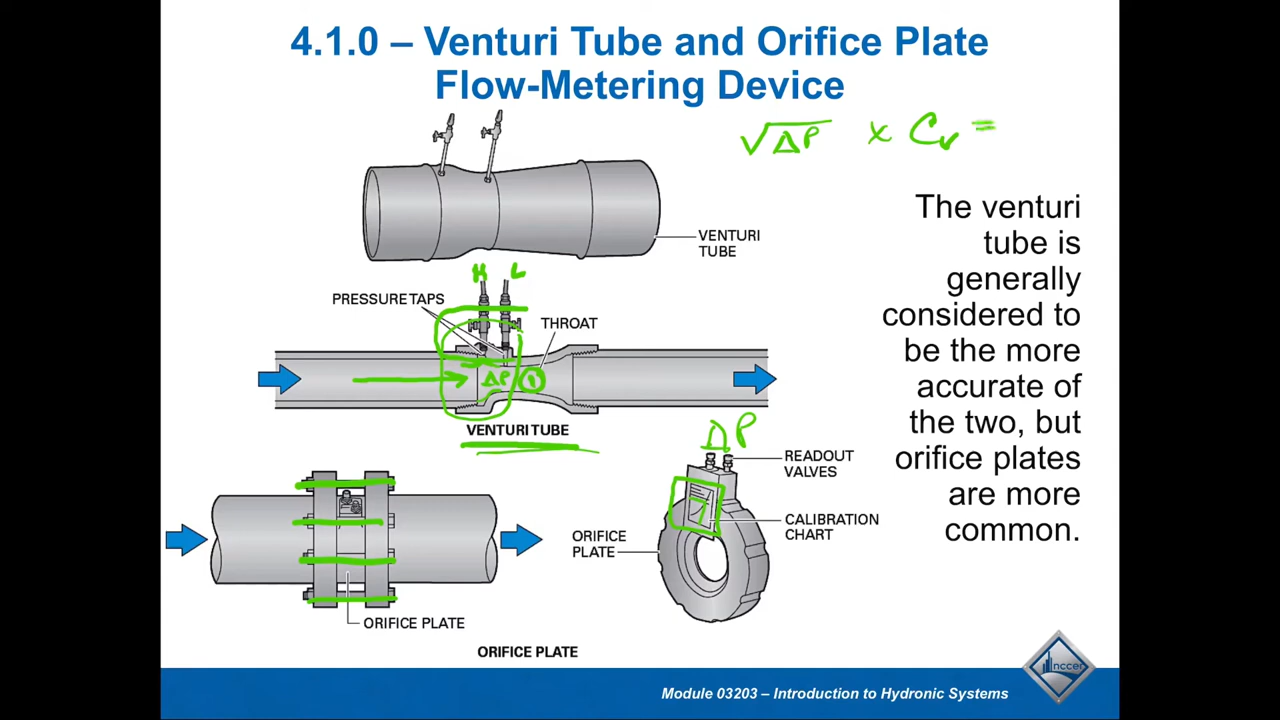 4.1.0 – Venturi Tube and Orifice Plate
Flow-Metering Device
√ΔP x Cv =
The venturi
tube is
generally
considered to
be the more
accurate of
the two, but
orifice plates
are more
common.
VENTURI
TUBE
H L
PRESSURE TAPS
THROAT
ΔP 1
VENTURI TUBE
ΔP
READOUT
VALVES
CALIBRATION
CHART
ORIFICE
PLATE
ORIFICE PLATE
ORIFICE PLATE
nccer
Module 03203 – Introduction to Hydronic Systems